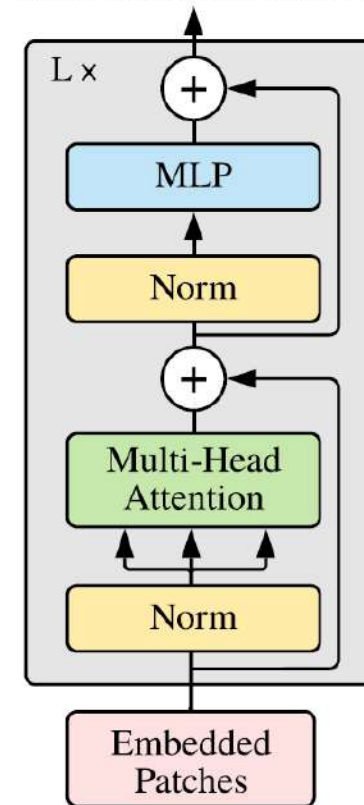 L ×
+
MLP
Norm
+
Multi-Head
Attention
Norm
Embedded
Patches